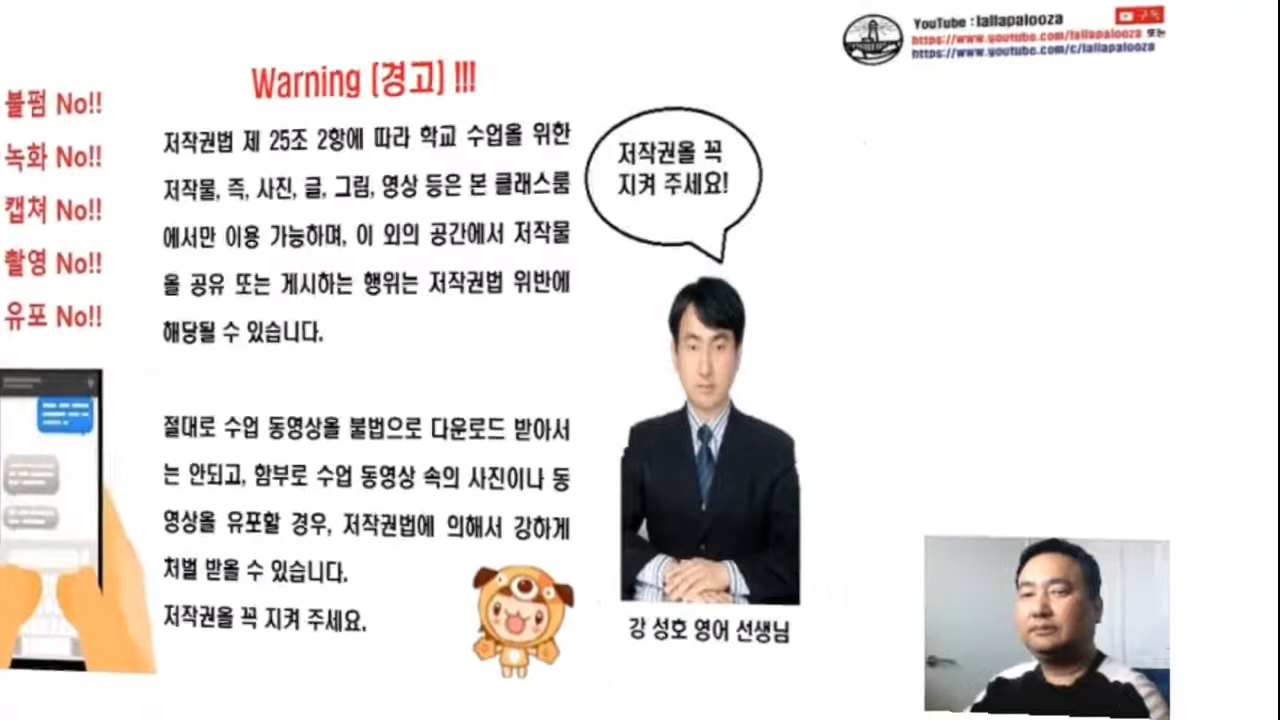 YouTube : lallapalooza
구독
https://www.youtube.com/lallapalooza 또는
https://www.youtube.com/c/lallapalooza
Warning (경고) !!!
불펌 No!!
녹화 No!!
캡쳐 No!!
촬영 No!!
유포 No!!
저작권법 제 25조 2항에 따라 학교 수업을 위한
저작물, 즉, 사진, 글, 그림, 영상 등은 본 클래스룸
에서만 이용 가능하며, 이 외의 공간에서 저작물
을 공유 또는 게시하는 행위는 저작권법 위반에
해당될 수 있습니다.
절대로 수업 동영상을 불법으로 다운로드 받아서
는 안되고, 함부로 수업 동영상 속의 사진이나 동
영상을 유포할 경우, 저작권법에 의해서 강하게
처벌 받을 수 있습니다.
저작권을 꼭 지켜 주세요.
저작권을 꼭
지켜 주세요!
강 성호 영어 선생님